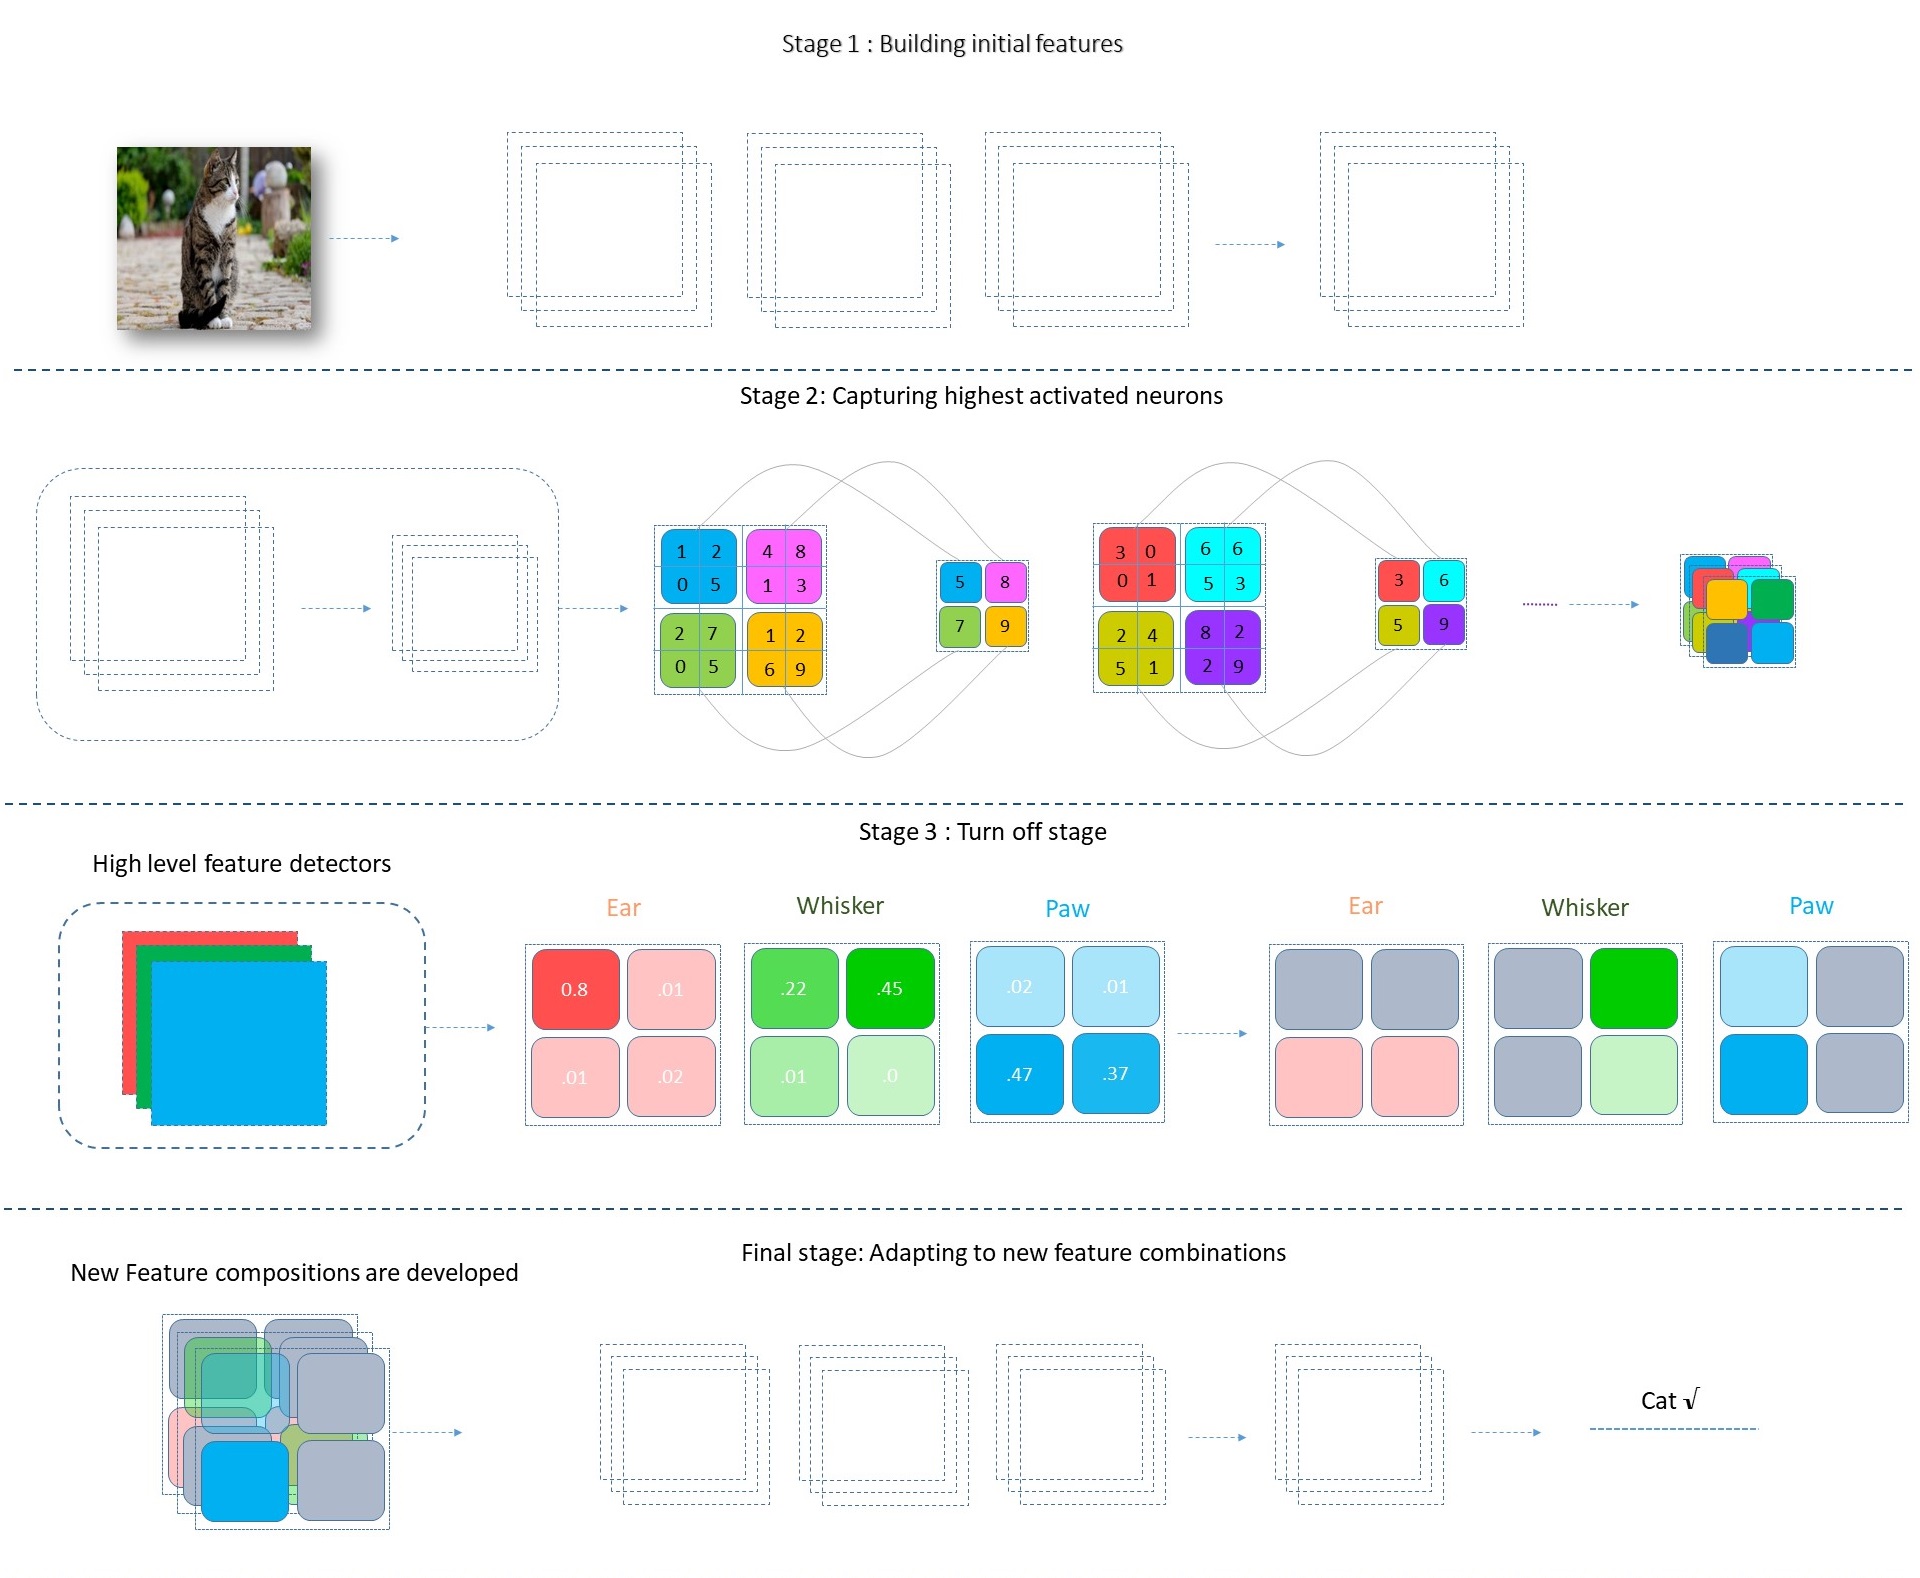 Stage 1 : Building initial features
Stage 2: Capturing highest activated neurons
1 2 4 8
0 5 1 3
2 7 1 2
0 5 6 9
5 8
7 9
3 0 6 6
0 1 5 3
2 4 8 2
5 1 2 9
3 6
5 9
........
Stage 3 : Turn off stage
High level feature detectors
Ear Whisker Paw Ear Whisker Paw
0.8 .01 .22 .45 .02 .01
.01 .02 .01 .0 .47 .37
Final stage: Adapting to new feature combinations
New Feature compositions are developed
Cat √